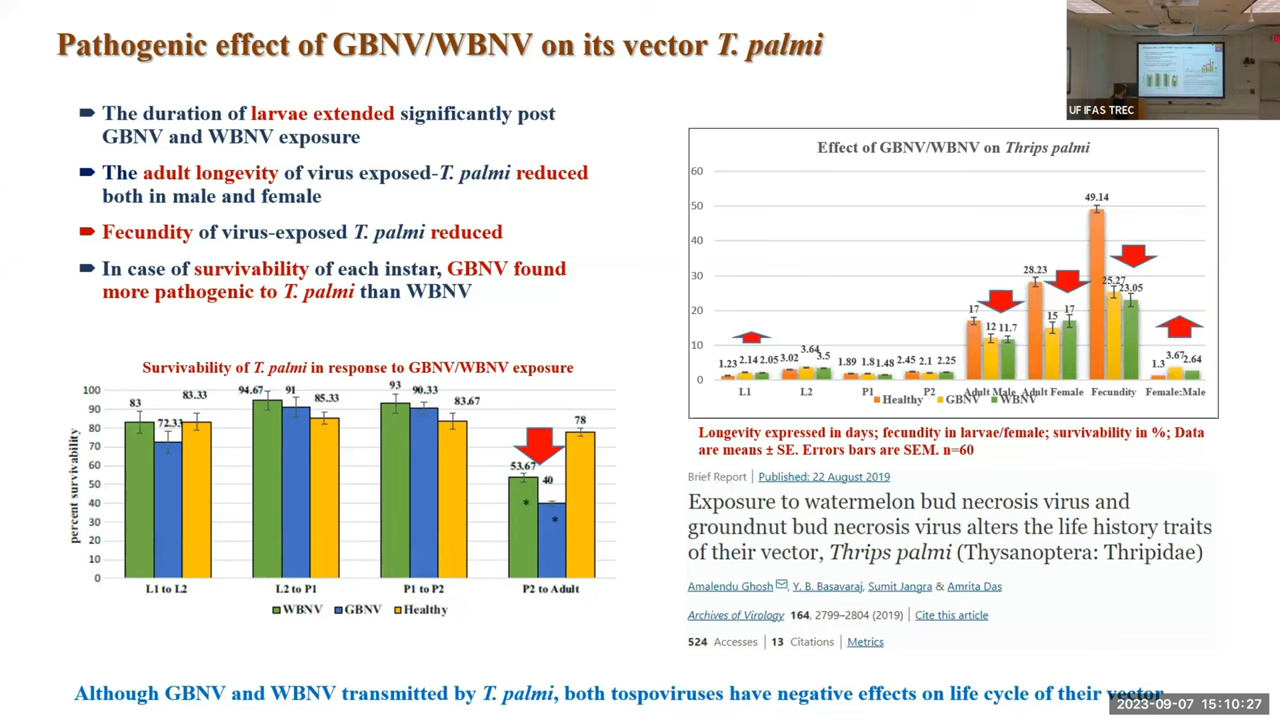 Pathogenic effect of GBNV/WBNV on its vector T. palmi
UF IFAS TREC
The duration of larvae extended significantly post
GBNV and WBNV exposure
The adult longevity of virus exposed-T. palmi reduced
both in male and female
Fecundity of virus-exposed T. palmi reduced
In case of survivability of each instar, GBNV found
more pathogenic to T. palmi than WBNV
Survivability of T. palmi in response to GBNV/WBNV exposure
percent survivability
100
90
80
70
60
50
40
30
20
10
0
83 72.33 83.33
94.67 91 85.33
93 90.33 83.67
53.67 40 78
* *
L1 to L2 L2 to P1 P1 to P2 P2 to Adult
WBNV GBNV Healthy
Effect of GBNV/WBNV on Thrips palmi
60
50
40
30
20
10
0
1.23 2.14 2.05
3.02 3.64 3.5
1.89 1.8 1.48
2.45 2.1 2.25
17 12 11.7
28.23 15 17
49.14 25.27 23.05
1.3 3.67 2.64
L1 L2 P1 P2 Adult Male Adult Female Fecundity Female:Male
Healthy GBNV WBNV
Longevity expressed in days; fecundity in larvae/female; survivability in %; Data
are means ± SE. Errors bars are SEM. n=60
Brief Report | Published: 22 August 2019
Exposure to watermelon bud necrosis virus and
groundnut bud necrosis virus alters the life history traits
of their vector, Thrips palmi (Thysanoptera: Thripidae)
Amalendu Ghosh, Y. B. Basavaraj, Sumit Jangra & Amrita Das
Archives of Virology 164, 2799–2804 (2019) | Cite this article
524 Accesses | 13 Citations | Metrics
Although GBNV and WBNV transmitted by T. palmi, both tospoviruses have negative effects on life cycle of their vector
2023-09-07 15:10:27